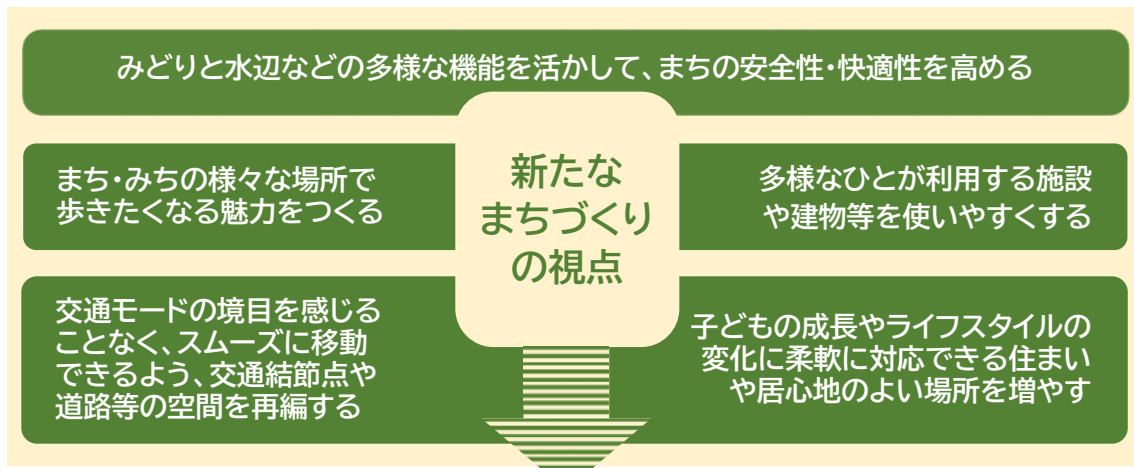 みどりと水辺などの多様な機能を活かして、まちの安全性・快適性を高める
新たな
まちづくり
の視点
まち・みちの様々な場所で
歩きたくなる魅力をつくる
多様なひとが利用する施設
や建物等を使いやすくする
交通モードの境目を感じる
ことなく、スムーズに移動
できるよう、交通結節点や
道路等の空間を再編する
子どもの成長やライフスタイルの
変化に柔軟に対応できる住まい
や居心地のよい場所を増やす